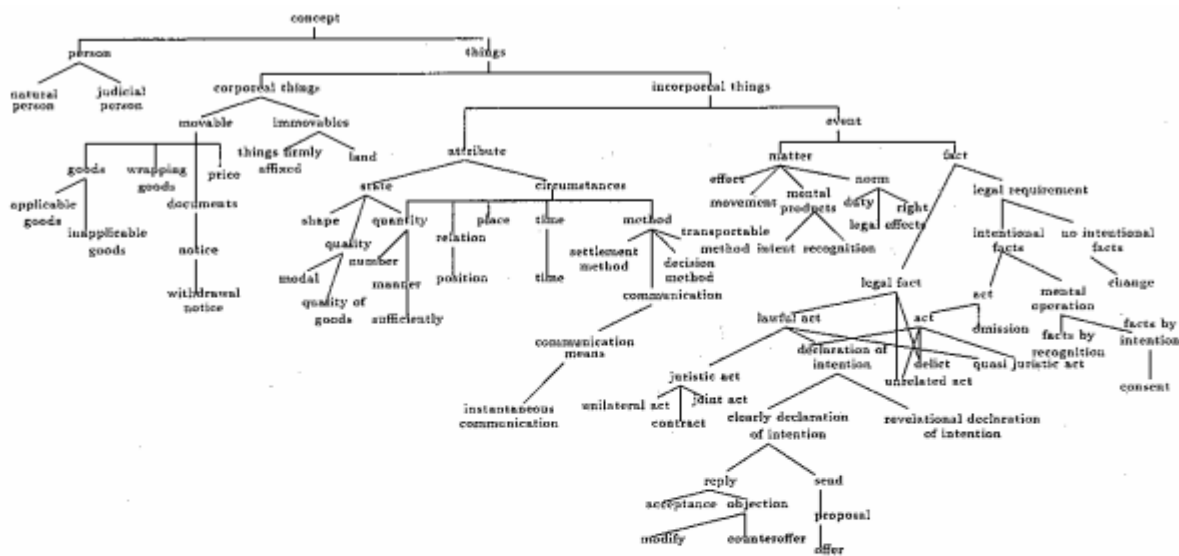 concept
person
things
natural
person
judicial
person
corporeal things
incorporeal things
movable
immovables
event
goods
wrapping
goods
price
things firmly
affixed
land
attribute
matter
fact
applicable
goods
inapplicable
goods
documents
state
circumstances
effect
movement
mental
products
norm
legal requirement
shape
quantity
place
time
method
duty
right
legal effects
notice
quality
relation
settlement
method
transportable
method
intent
recognition
intentional
facts
no intentional
facts
modal
number
decision
method
withdrawal
notice
quality of
goods
manner
position
time
communication
legal fact
act
mental
operation
change
sufficiently
lawful act
act
omission
facts by
recognition
facts by
intention
communication
means
declaration of
intention
delict
quasi juristic act
juristic act
unrelated act
consent
instantaneous
communication
unilateral act
joint act
contract
clearly declaration
of intention
revelational declaration
of intention
reply
send
acceptance
objection
proposal
modify
counteroffer
offer